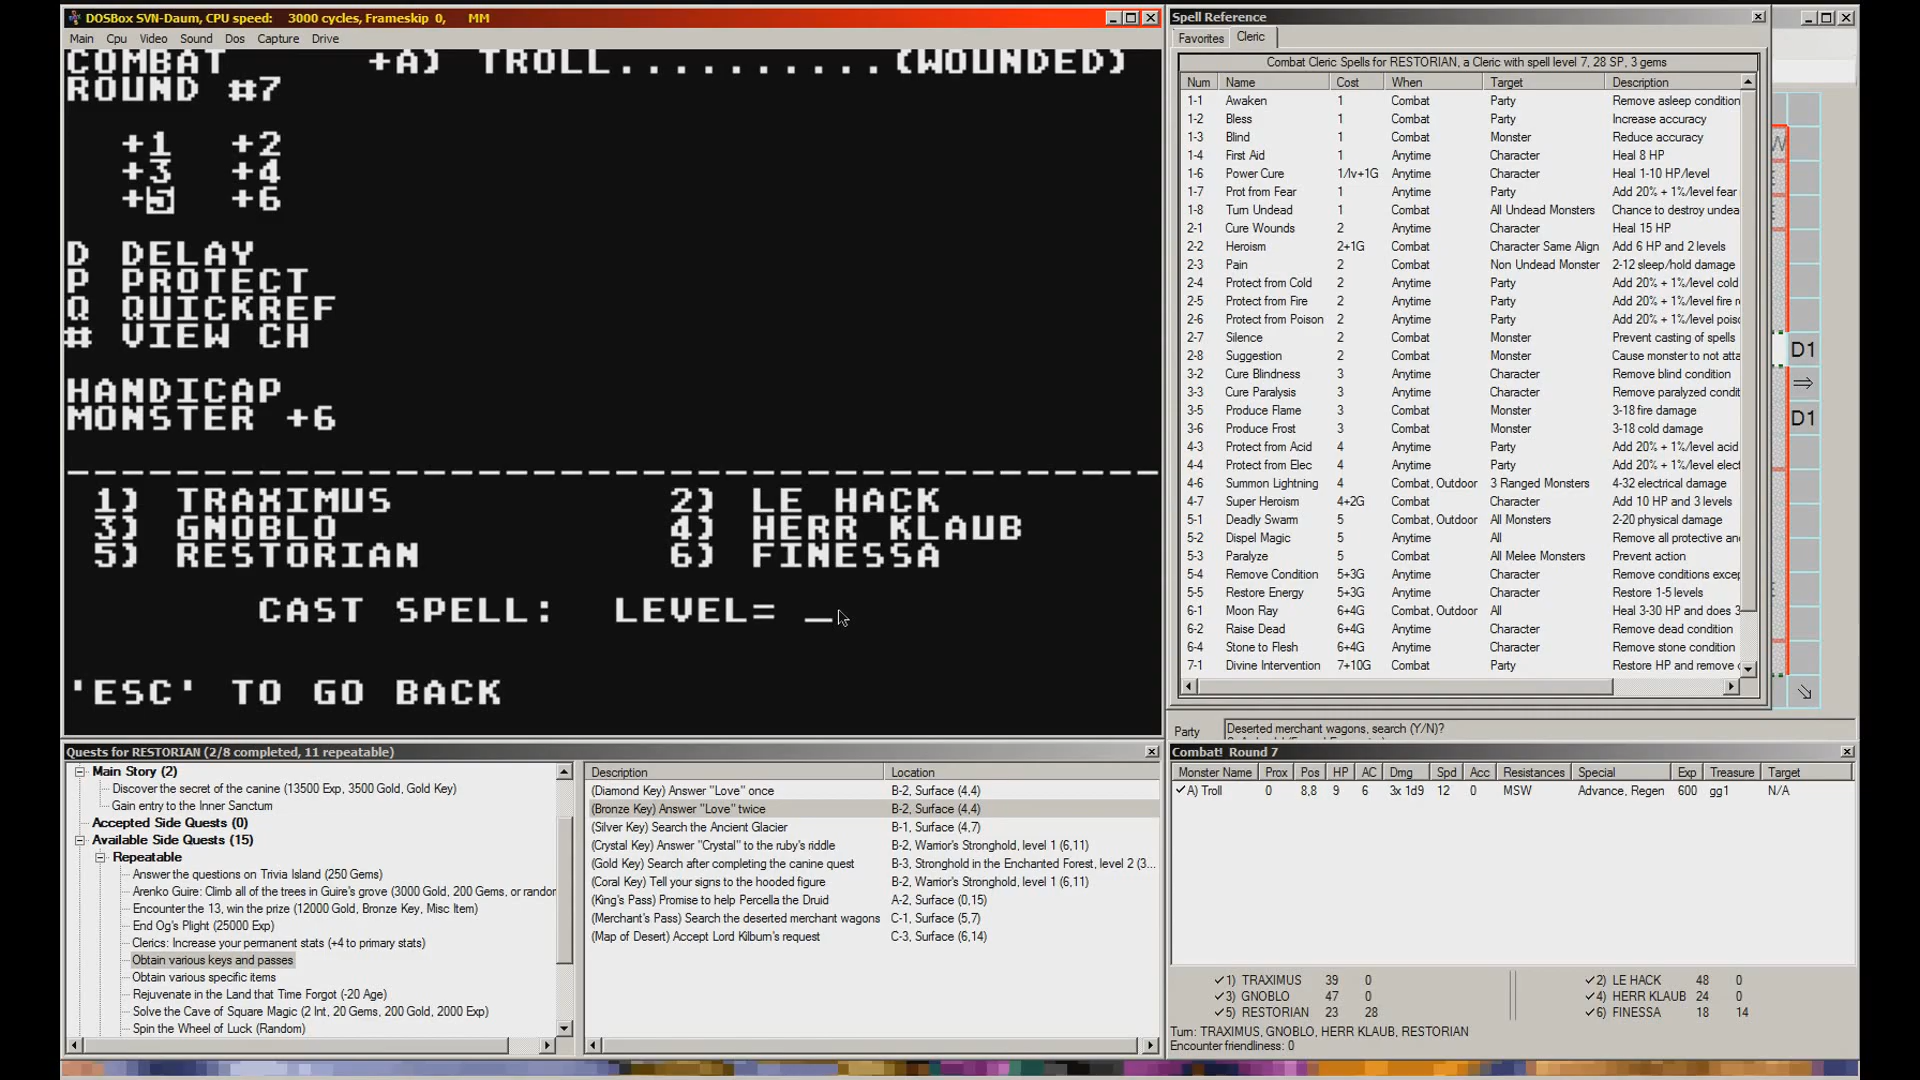 DOSBox SVN-Daum, CPU speed: 3000 cycles, Frameskip 0, MM
Main Cpu Video Sound Dos Capture Drive
COMBAT +A) TROLL..........(WOUNDED)
ROUND #7
+1 +2
+3 +4
+5 +6
D DELAY
P PROTECT
Q QUICKREF
# VIEW CH
HANDICAP
MONSTER +6
1) TRAXIMUS 2) LE HACK
3) GNOBLO 4) HERR KLAUB
5) RESTORIAN 6) FINESSA
CAST SPELL: LEVEL= _
'ESC' TO GO BACK
Spell Reference
Favorites Cleric
Combat Cleric Spells for RESTORIAN, a Cleric with spell level 7, 28 SP, 3 gems
Num Name Cost When Target Description
1-1 Awaken 1 Combat Party Remove asleep condition
1-2 Bless 1 Combat Party Increase accuracy
1-3 Blind 1 Combat Monster Reduce accuracy
1-4 First Aid 1 Anytime Character Heal 8 HP
1-6 Power Cure 1/lv+1G Anytime Character Heal 1-10 HP/level
1-7 Prot from Fear 1 Anytime Party Add 20% + 1%/level fear
1-8 Turn Undead 1 Combat All Undead Monsters Chance to destroy undea
2-1 Cure Wounds 2 Anytime Character Heal 15 HP
2-2 Heroism 2+1G Combat Character Same Align Add 6 HP and 2 levels
2-3 Pain 2 Combat Non Undead Monster 2-12 sleep/hold damage
2-4 Protect from Cold 2 Anytime Party Add 20% + 1%/level cold
2-5 Protect from Fire 2 Anytime Party Add 20% + 1%/level fire r
2-6 Protect from Poison 2 Anytime Party Add 20% + 1%/level poiso
2-7 Silence 2 Combat Monster Prevent casting of spells
2-8 Suggestion 2 Combat Monster Cause monster to not atta
3-2 Cure Blindness 3 Anytime Character Remove blind condition
3-3 Cure Paralysis 3 Anytime Character Remove paralyzed condit
3-5 Produce Flame 3 Combat Monster 3-18 fire damage
3-6 Produce Frost 3 Combat Monster 3-18 cold damage
4-3 Protect from Acid 4 Anytime Party Add 20% + 1%/level acid
4-4 Protect from Elec 4 Anytime Party Add 20% + 1%/level elect
4-6 Summon Lightning 4 Combat, Outdoor 3 Ranged Monsters 4-32 electrical damage
4-7 Super Heroism 4+2G Combat Character Add 10 HP and 3 levels
5-1 Deadly Swarm 5 Combat, Outdoor All Monsters 2-20 physical damage
5-2 Dispel Magic 5 Anytime All Remove all protective an
5-3 Paralyze 5 Combat All Melee Monsters Prevent action
5-4 Remove Condition 5+3G Anytime Character Remove conditions excep
5-5 Restore Energy 5+3G Anytime Character Restore 1-5 levels
6-1 Moon Ray 6+4G Combat, Outdoor All Heal 3-30 HP and does 3
6-2 Raise Dead 6+4G Anytime Character Remove dead condition
6-4 Stone to Flesh 6+4G Anytime Character Remove stone condition
7-1 Divine Intervention 7+10G Combat Party Restore HP and remove c
D1
⇒
D1
Party Deserted merchant wagons, search (Y/N)?
Quests for RESTORIAN (2/8 completed, 11 repeatable)
Main Story (2)
Discover the secret of the canine (13500 Exp, 3500 Gold, Gold Key)
Gain entry to the Inner Sanctum
Accepted Side Quests (0)
Available Side Quests (15)
Repeatable
Answer the questions on Trivia Island (250 Gems)
Arenko Guire: Climb all of the trees in Guire's grove (3000 Gold, 200 Gems, or randor
Encounter the 13, win the prize (12000 Gold, Bronze Key, Misc Item)
End Og's Plight (25000 Exp)
Clerics: Increase your permanent stats (+4 to primary stats)
Obtain various keys and passes
Obtain various specific items
Rejuvenate in the Land that Time Forgot (-20 Age)
Solve the Cave of Square Magic (2 Int, 20 Gems, 200 Gold, 2000 Exp)
Spin the Wheel of Luck (Random)
Description Location
(Diamond Key) Answer "Love" once B-2, Surface (4,4)
(Bronze Key) Answer "Love" twice B-2, Surface (4,4)
(Silver Key) Search the Ancient Glacier B-1, Surface (4,7)
(Crystal Key) Answer "Crystal" to the ruby's riddle B-2, Warrior's Stronghold, level 1 (6,11)
(Gold Key) Search after completing the canine quest B-3, Stronghold in the Enchanted Forest, level 2 (3...
(Coral Key) Tell your signs to the hooded figure B-2, Warrior's Stronghold, level 1 (6,11)
(King's Pass) Promise to help Percella the Druid A-2, Surface (0,15)
(Merchant's Pass) Search the deserted merchant wagons C-1, Surface (5,7)
(Map of Desert) Accept Lord Kilburn's request C-3, Surface (6,14)
Combat! Round 7
Monster Name Prox Pos HP AC Dmg Spd Acc Resistances Special Exp Treasure Target
A) Troll 0 8,8 9 6 3x 1d9 12 0 MSW Advance, Regen 600 gg1 N/A
1) TRAXIMUS 39 0 2) LE HACK 48 0
3) GNOBLO 47 0 4) HERR KLAUB 24 0
5) RESTORIAN 23 28 6) FINESSA 18 14
Turn: TRAXIMUS, GNOBLO, HERR KLAUB, RESTORIAN
Encounter friendliness: 0